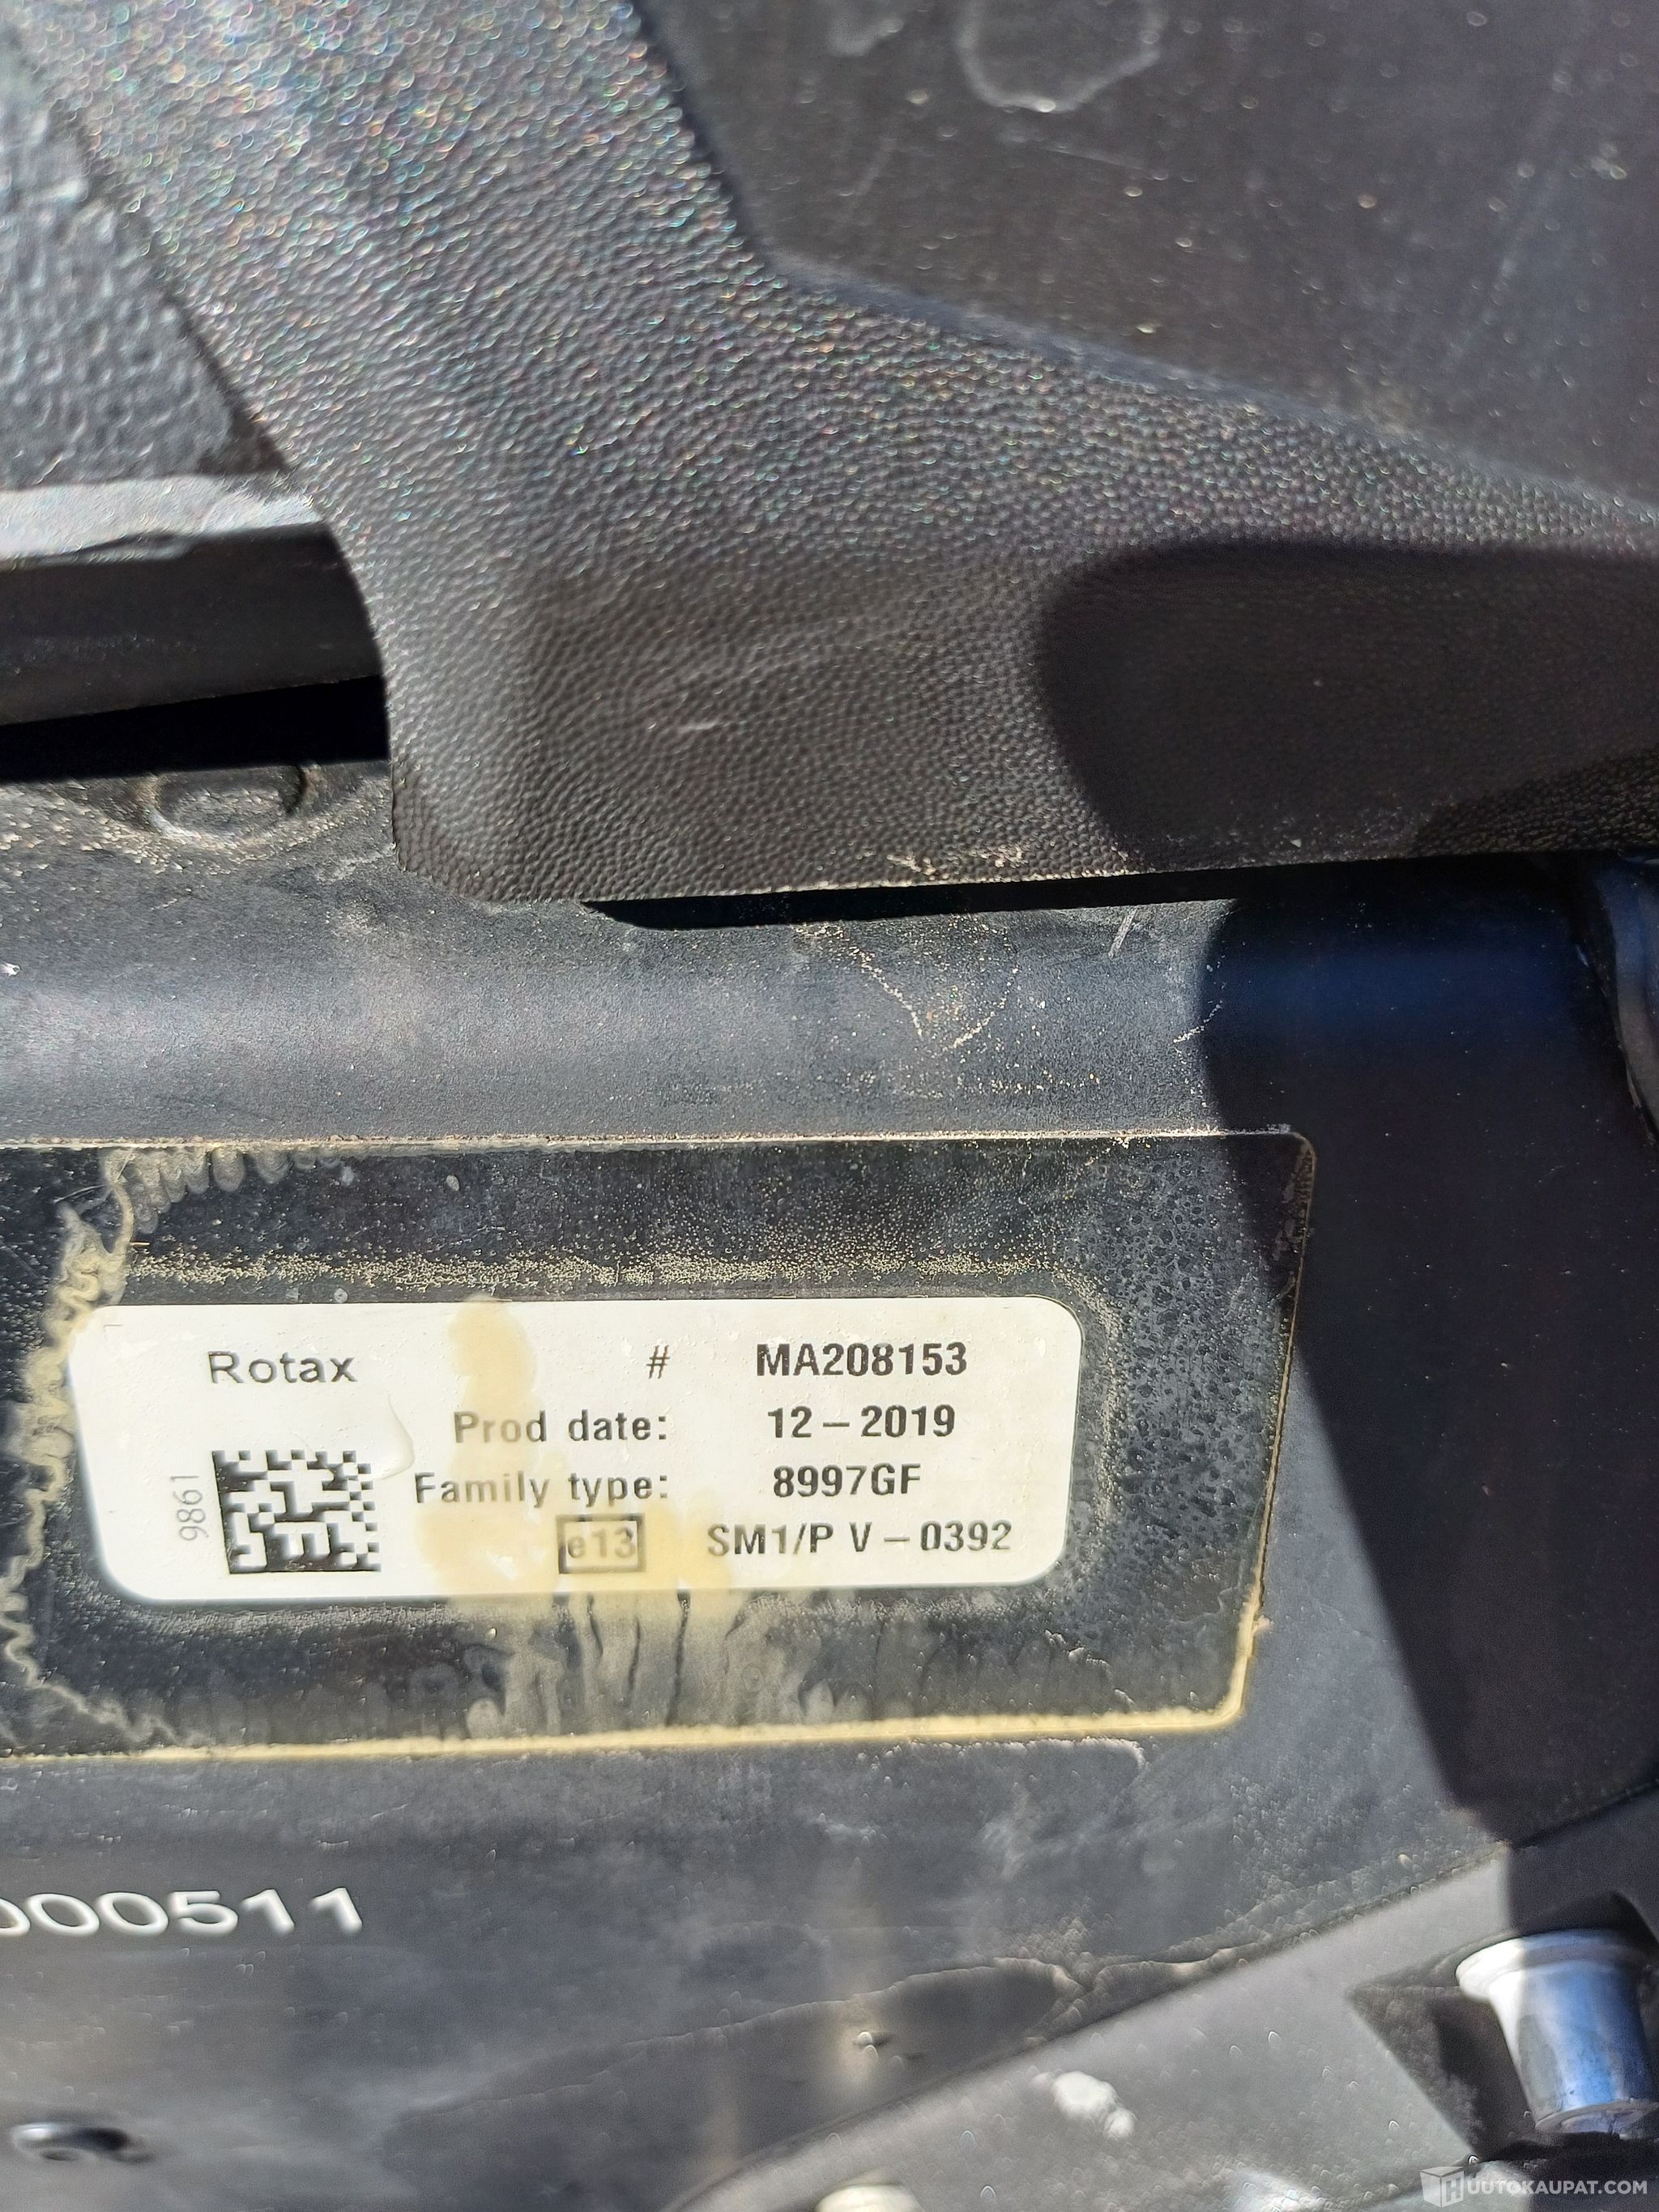 Rotax # MA208153
Prod date: 12-2019
Family type: 8997GF
9861
e13 SM1/P V-0392
000511
HUUTOKAUPAT.COM